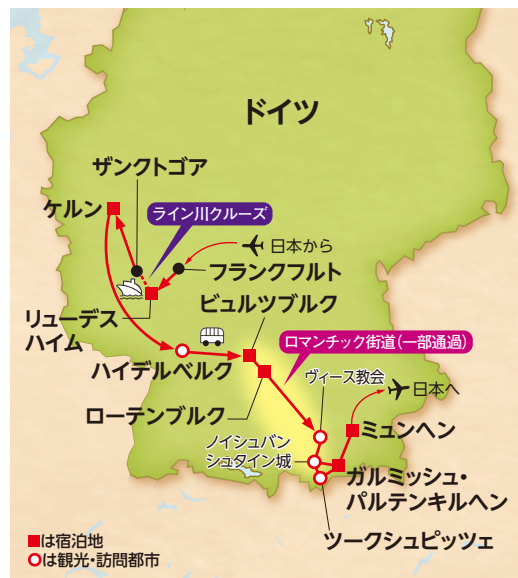 ドイツ
ザンクトゴア
ケルン
ライン川クルーズ
日本から
フランクフルト
リューデス
ハイム
ビュルツブルク
ロマンチック街道(一部通過)
ハイデルベルク
ヴィース教会
日本へ
ローテンブルク
ミュンヘン
ノイシュバン
シュタイン城
ガルミッシュ・
パルテンキルヘン
ツークシュピッツェ
■は宿泊地
○は観光・訪問都市